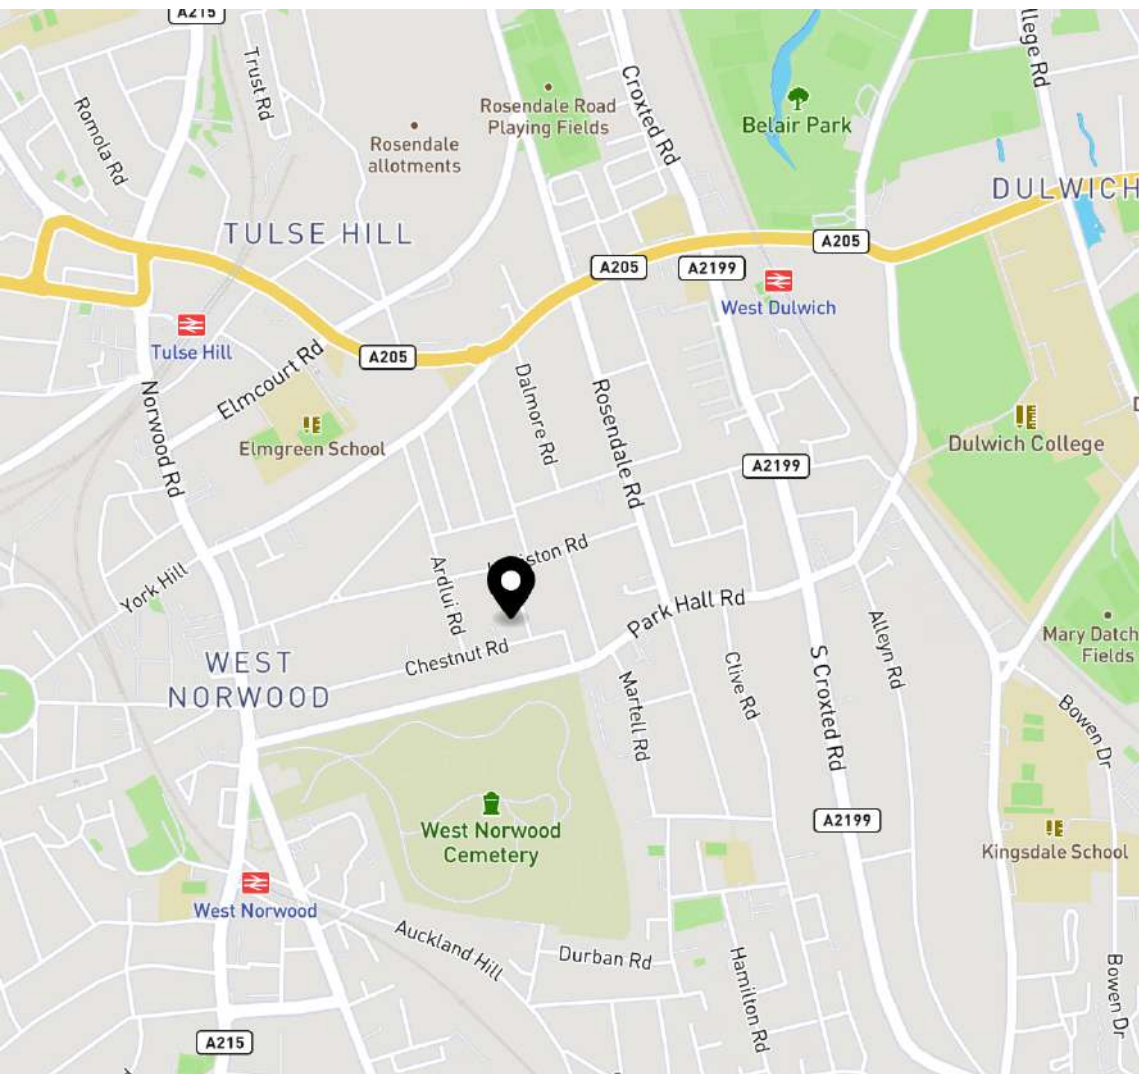 A215
Trust Rd
Romola Rd
Rosendale
allotments
Rosendale Road
Playing Fields
Croxted Rd
Belair Park
llege Rd
DULWICH
TULSE HILL
A205
A205
A2199
West Dulwich
Tulse Hill
A205
Elmcourt Rd
Norwood Rd
Elmgreen School
Dalmore Rd
Rosendale Rd
A2199
Dulwich College
York Hill
Ardlui Rd
iston Rd
Park Hall Rd
Chestnut Rd
WEST
NORWOOD
Martell Rd
Clive Rd
S Croxted Rd
Alleyn Rd
Mary Datch
Fields
Bowen Dr
West Norwood
Cemetery
A2199
Kingsdale School
West Norwood
Auckland Hill
Durban Rd
Hamilton Rd
Bowen Dr
A215